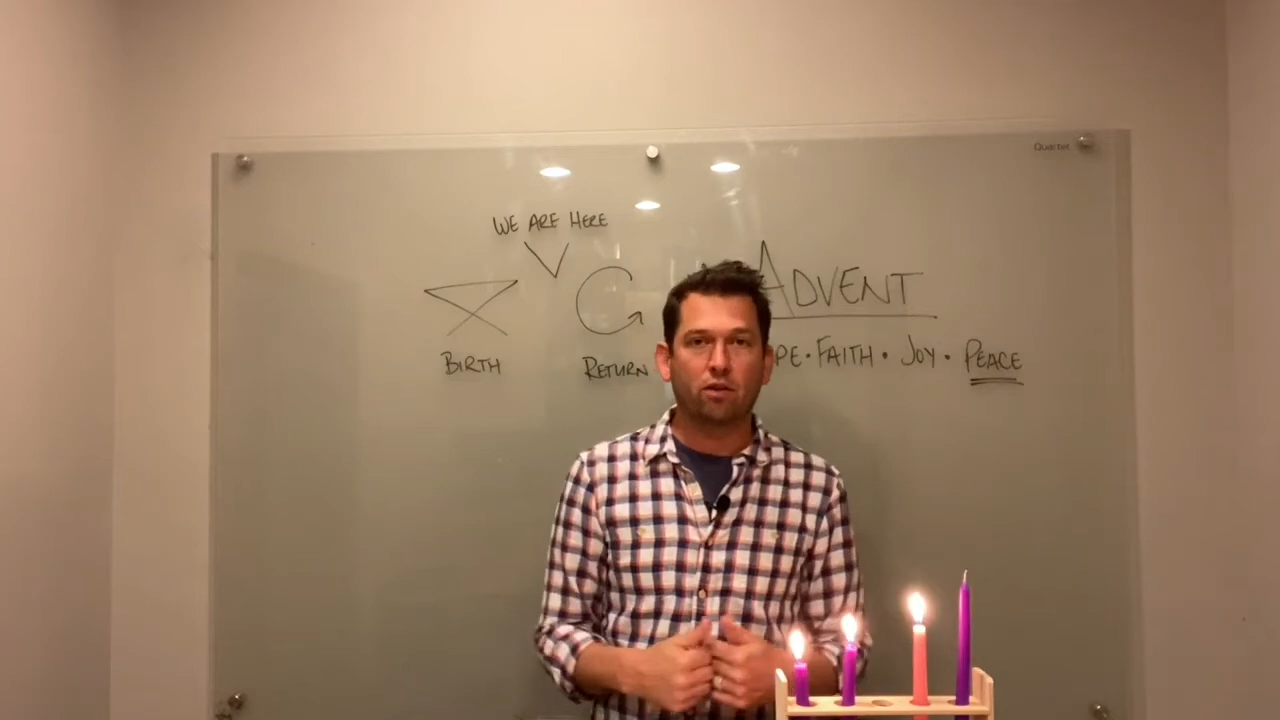 Quartet
WE ARE HERE
ADVENT
BIRTH
RETURN
PE • FAITH • JOY • PEACE